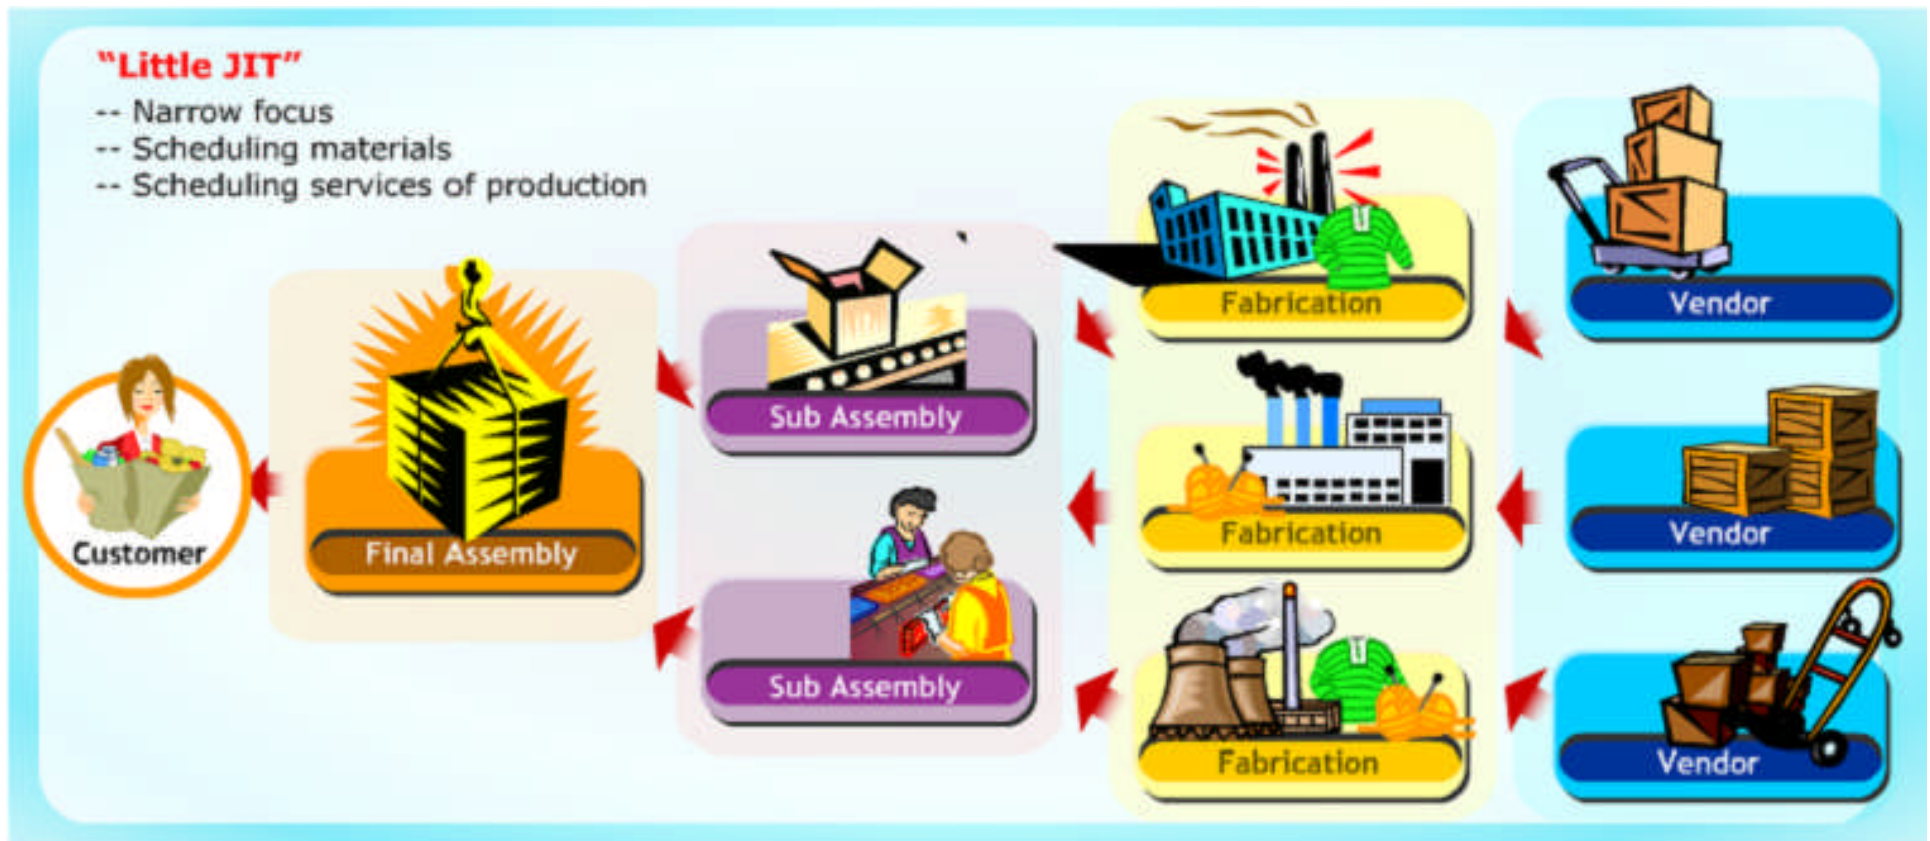 "Little JIT"
-- Narrow focus
-- Scheduling materials
-- Scheduling services of production
Customer
Final Assembly
Sub Assembly
Sub Assembly
Fabrication
Fabrication
Fabrication
Vendor
Vendor
Vendor